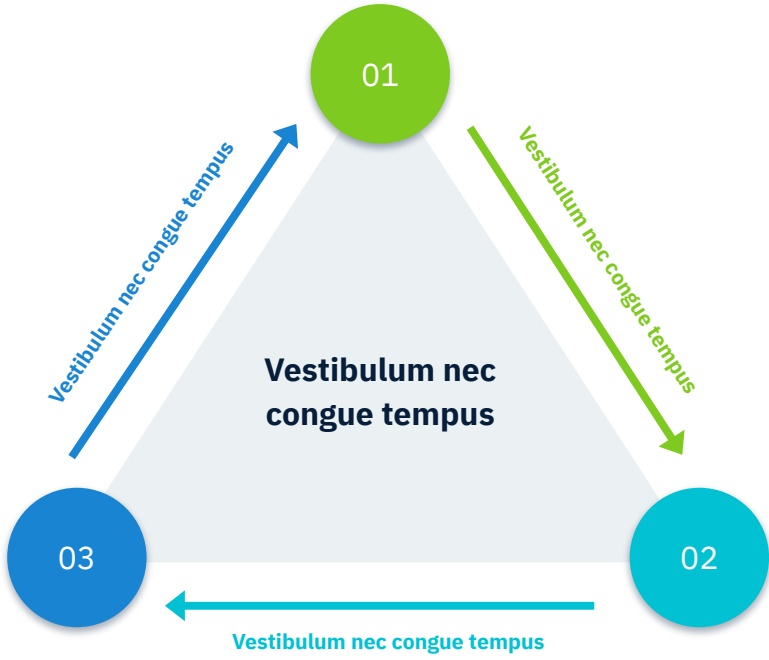 01
Vestibulum nec congue tempus
Vestibulum nec congue tempus
Vestibulum nec
congue tempus
03
02
Vestibulum nec congue tempus